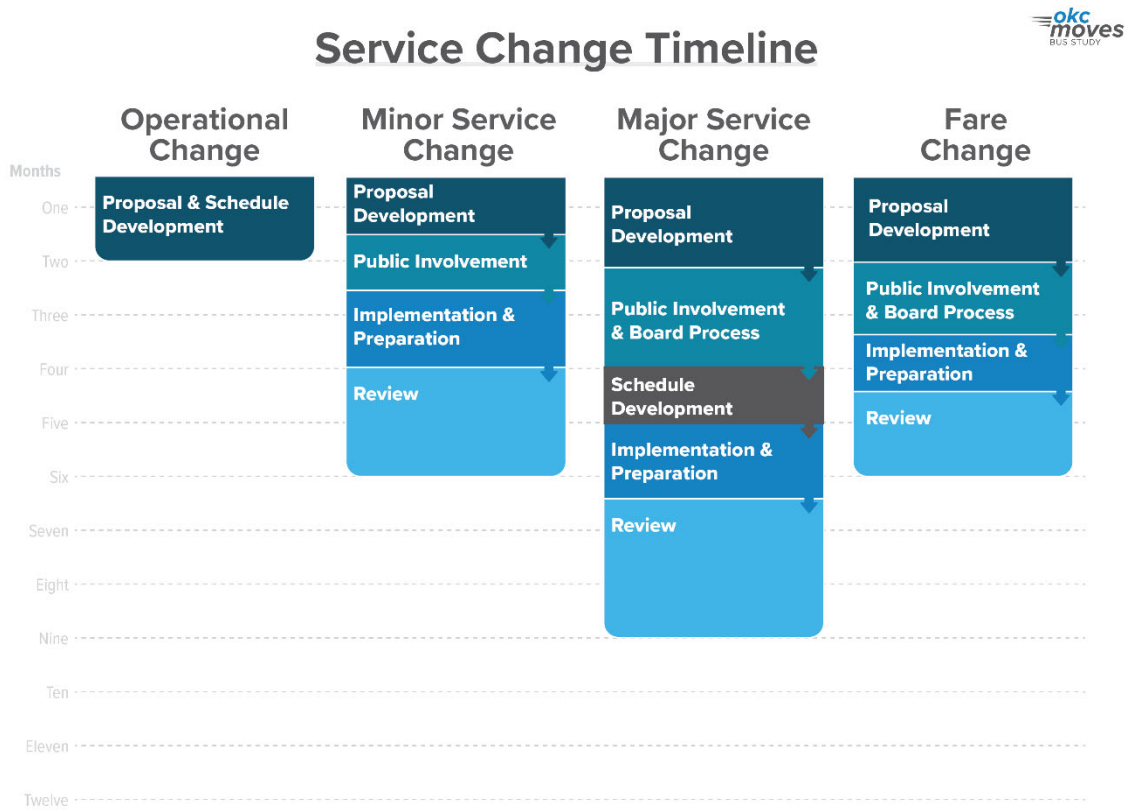 okc
moves
BUS STUDY
Service Change Timeline
Operational
Change
Minor Service
Change
Major Service
Change
Fare
Change
Months
One
Two
Three
Four
Five
Six
Seven
Eight
Nine
Ten
Eleven
Twelve
Proposal & Schedule
Development
Proposal
Development
Public Involvement
Implementation &
Preparation
Review
Proposal
Development
Public Involvement
& Board Process
Schedule
Development
Implementation &
Preparation
Review
Proposal
Development
Public Involvement
& Board Process
Implementation &
Preparation
Review